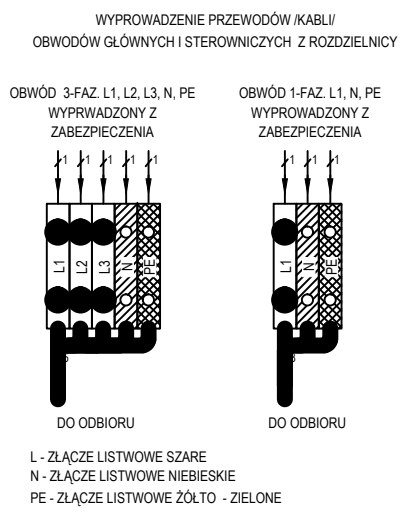 WYPROWADZENIE PRZEWODÓW /KABLI/
OBWODÓW GŁÓWNYCH I STEROWNICZYCH Z ROZDZIELNICY
OBWÓD 3-FAZ. L1, L2, L3, N, PE
WYPRWADZONY Z
ZABEZPIECZENIA
OBWÓD 1-FAZ. L1, N, PE
WYPROWADZONY Z
ZABEZPIECZENIA
1 1 1 1 1
1 1 1
L1 L2 L3 N PE
L1 N PE
DO ODBIORU
DO ODBIORU
L - ZŁĄCZE LISTWOWE SZARE
N - ZŁĄCZE LISTWOWE NIEBIESKIE
PE - ZŁĄCZE LISTWOWE ŻÓŁTO - ZIELONE